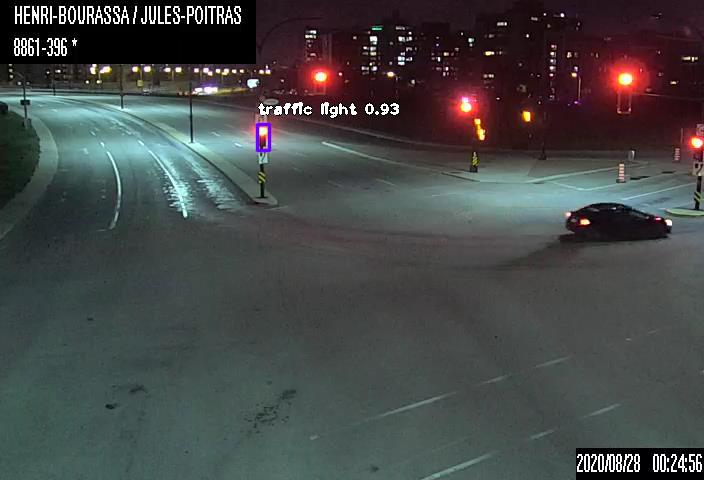 HENRI-BOURASSA / JULES-POITRAS
8861-396 *
traffic light 0.93
2020/08/28 00:24:56